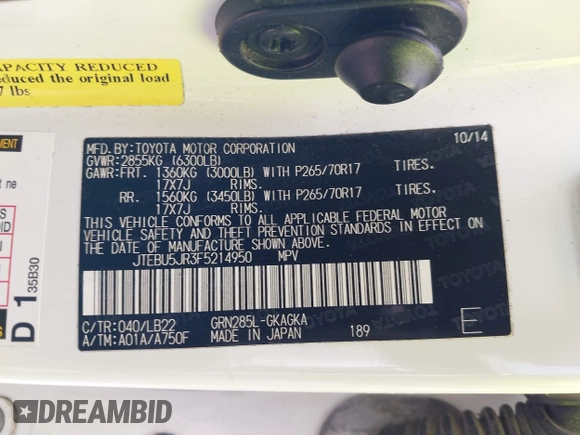 APACITY REDUCED
educed the original load
7 lbs
MFD. BY: TOYOTA MOTOR CORPORATION 10/14
GVWR: 2855KG (6300LB)
GAWR: FRT. 1360KG (3000LB) WITH P265/70R17 TIRES.
17X7J RIMS.
RR. 1560KG (3450LB) WITH P265/70R17 TIRES.
17X7J RIMS.
THIS VEHICLE CONFORMS TO ALL APPLICABLE FEDERAL MOTOR
VEHICLE SAFETY AND THEFT PREVENTION STANDARDS IN EFFECT ON
THE DATE OF MANUFACTURE SHOWN ABOVE.
JTEBU5JR3F5214950 MPV
C/TR: 040/LB22 GRN285L-GKAGKA
A/TM: A01A/A750F MADE IN JAPAN 189 E
MENT
t ne
S
OID
S
D 1 35B30
DREAMBID